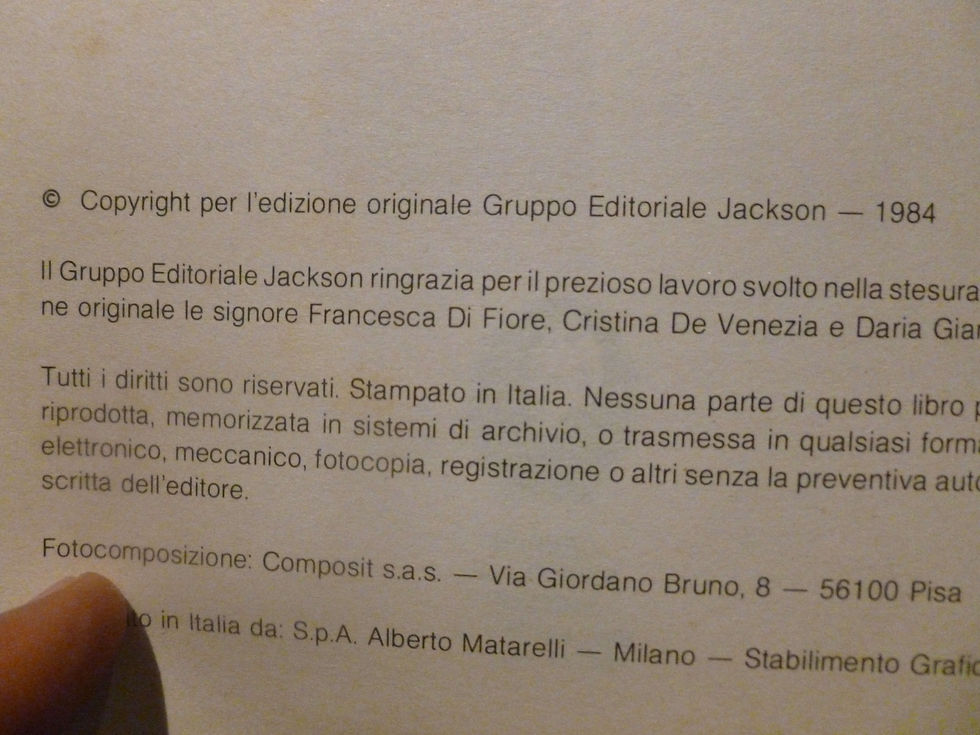 © Copyright per l'edizione originale Gruppo Editoriale Jackson — 1984
Il Gruppo Editoriale Jackson ringrazia per il prezioso lavoro svolto nella stesura
ne originale le signore Francesca Di Fiore, Cristina De Venezia e Daria
Tutti i diritti sono riservati. Stampato in Italia. Nessuna parte di questo libro
riprodotta, memorizzata in sistemi di archivio, o trasmessa in qualsiasi
elettronico, meccanico, fotocopia, registrazione o altri senza la preventiva
scritta dell'editore.
Fotocomposizione: Composit s.a.s. — Via Giordano Bruno, 8 — 56100 Pisa
in Italia da: S.p.A. Alberto Matarelli — Milano — Stabilimento